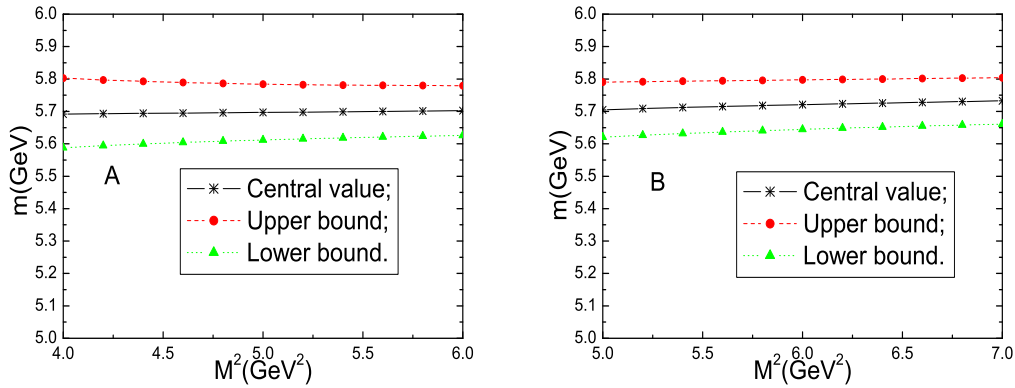 6.0
5.9
5.8
5.7
5.6
5.5
5.4
5.3
5.2
5.1
5.0
m(GeV)
A
Central value;
Upper bound;
Lower bound.
4.0 4.5 5.0 5.5 6.0
M²(GeV²)
6.0
5.9
5.8
5.7
5.6
5.5
5.4
5.3
5.2
5.1
5.0
m(GeV)
B
Central value;
Upper bound;
Lower bound.
5.0 5.5 6.0 6.5 7.0
M²(GeV²)